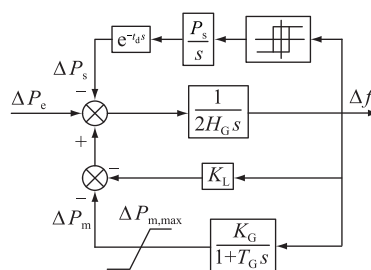 e^{-t_d s}
P_s
s
ΔP_s
−
ΔP_e
−
1
2H_G s
Δf
+
−
K_L
−
ΔP_m
ΔP_{m,max}
K_G
1+T_G s